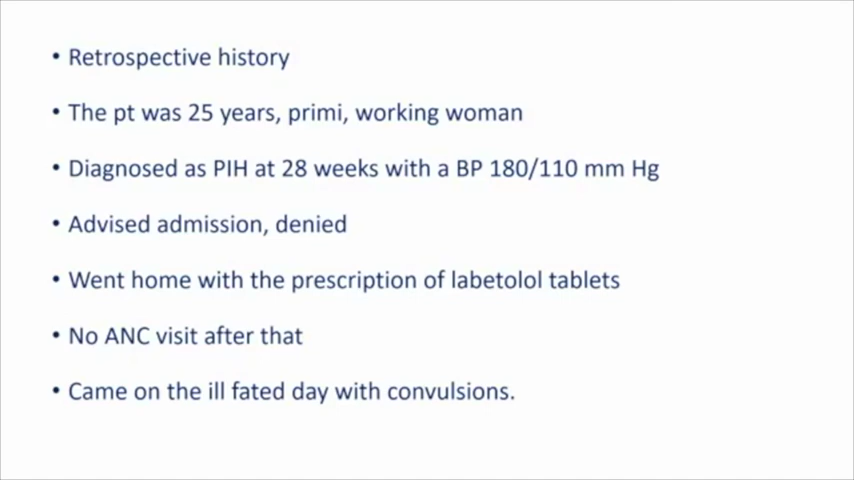 • Retrospective history
• The pt was 25 years, primi, working woman
• Diagnosed as PIH at 28 weeks with a BP 180/110 mm Hg
• Advised admission, denied
• Went home with the prescription of labetolol tablets
• No ANC visit after that
• Came on the ill fated day with convulsions.